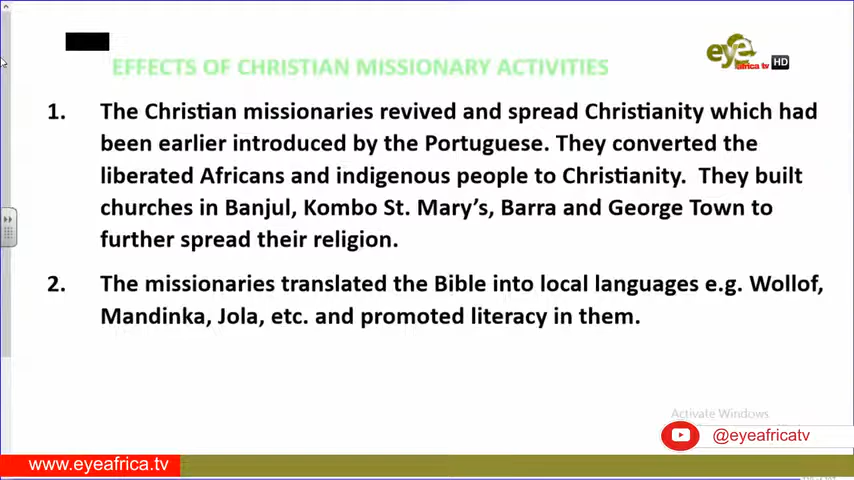 eye
africa tv HD
EFFECTS OF CHRISTIAN MISSIONARY ACTIVITIES
1. The Christian missionaries revived and spread Christianity which had
been earlier introduced by the Portuguese. They converted the
liberated Africans and indigenous people to Christianity. They built
churches in Banjul, Kombo St. Mary’s, Barra and George Town to
further spread their religion.
2. The missionaries translated the Bible into local languages e.g. Wollof,
Mandinka, Jola, etc. and promoted literacy in them.
Activate Windows
@eyeafricatv
www.eyeafrica.tv